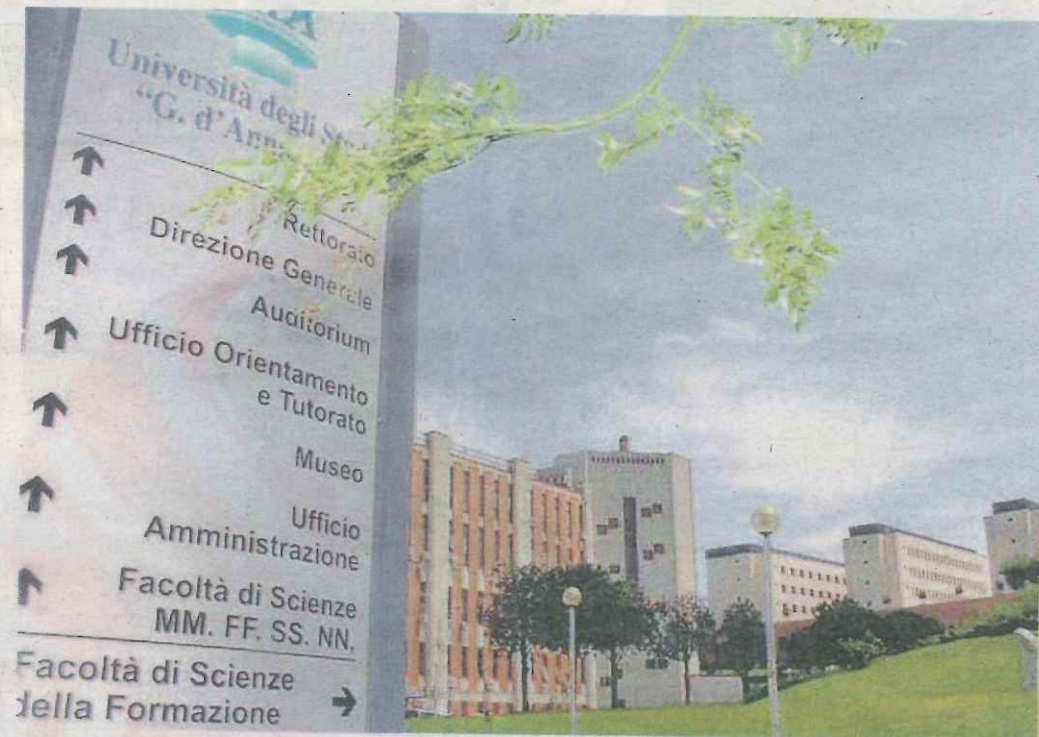 Università degli
"G. d'Ann
Rettorato
Direzione Generale
Auditorium
Ufficio Orientamento
e Tutorato
Museo
Ufficio
Amministrazione
Facoltà di Scienze
MM. FF. SS. NN.
Facoltà di Scienze
della Formazione